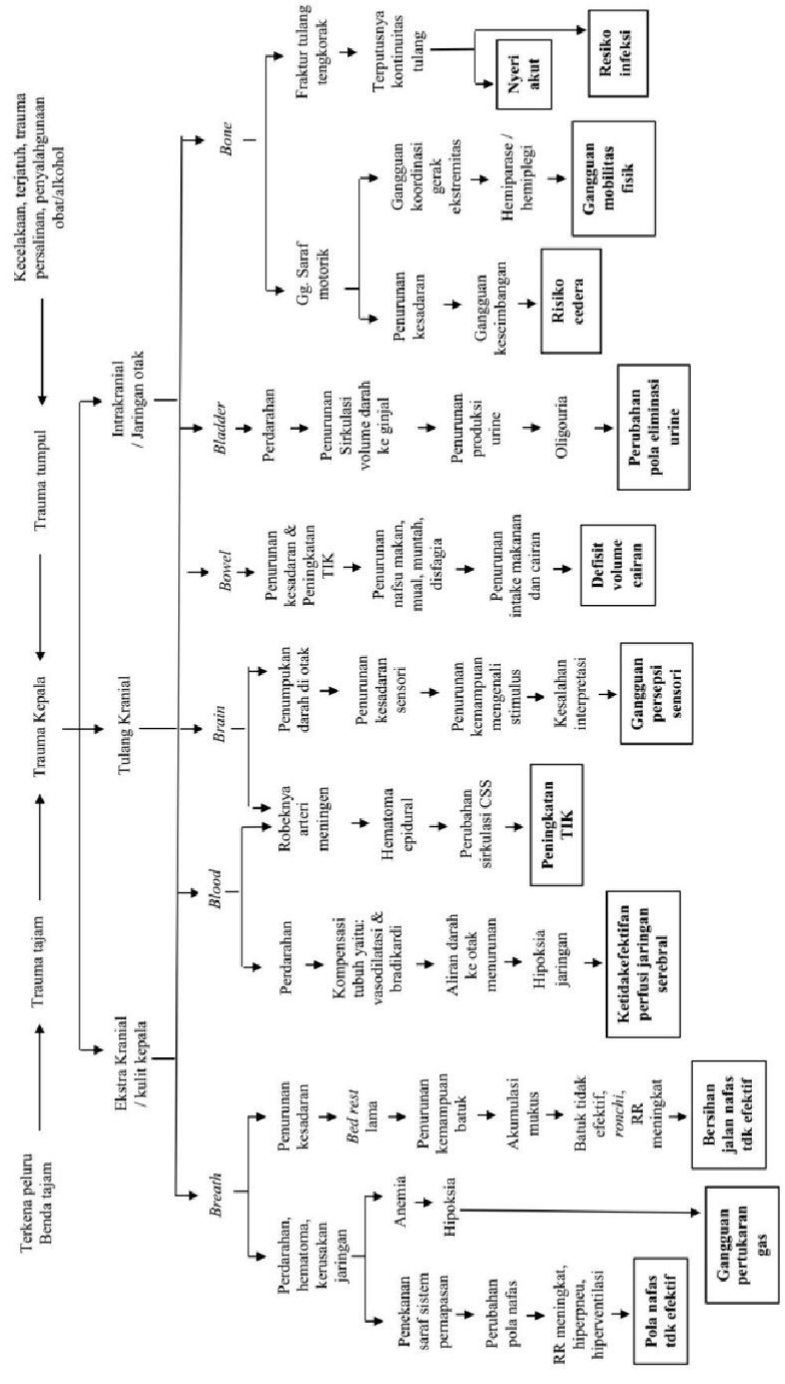 Terkena peluru
Benda tajam
Trauma tajam
Trauma Kepala
Trauma tumpul
Kecelakaan, terjatuh, trauma
persalinan, penyalahgunaan
obat/alkohol
Ekstra Kranial
/ kulit kepala
Tulang Kranial
Intrakranial
/ Jaringan otak
Breath
Blood
Brain
Bowel
Bladder
Bone
Perdarahan,
hematoma,
kerusakan
jaringan
Penekanan
saraf sistem
pernapasan
Perubahan
pola nafas
RR meningkat,
hiperpneu,
hiperventilasi
Pola nafas
tdk efektif
Anemia
Hipoksia
Gangguan
pertukaran
gas
Penurunan
kesadaran
Bed rest
lama
Penurunan
kemampuan
batuk
Akumulasi
mukus
Batuk tidak
efektif,
ronchi,
RR
meningkat
Bersihan
jalan nafas
tdk efektif
Perdarahan
Kompensasi
tubuh yaitu:
vasodilatasi &
bradikardi
Aliran darah
ke otak
menurunan
Hipoksia
jaringan
Ketidakefektifan
perfusi jaringan
serebral
Robeknya
arteri
meningen
Hematoma
epidural
Perubahan
sirkulasi CSS
Peningkatan
TIK
Penumpukan
darah di otak
Penurunan
kesadaran
sensori
Penurunan
kemampuan
mengenali
stimulus
Kesalahan
interpretasi
Gangguan
persepsi
sensori
Penurunan
kesadaran &
Peningkatan
TIK
Penurunan
nafsu makan,
mual, muntah,
disfagia
Penurunan
intake makanan
dan cairan
Defisit
volume
cairan
Perdarahan
Penurunan
Sirkulasi
volume darah
ke ginjal
Penurunan
produksi
urine
Oligouria
Perubahan
pola eliminasi
urine
Gg. Saraf
motorik
Penurunan
kesadaran
Gangguan
keseimbangan
Risiko
cedera
Gangguan
koordinasi
gerak
ekstremitas
Hemiparase /
hemiplegi
Gangguan
mobilitas
fisik
Fraktur tulang
tengkorak
Terputusnya
kontinuitas
tulang
Nyeri
akut
Resiko
infeksi